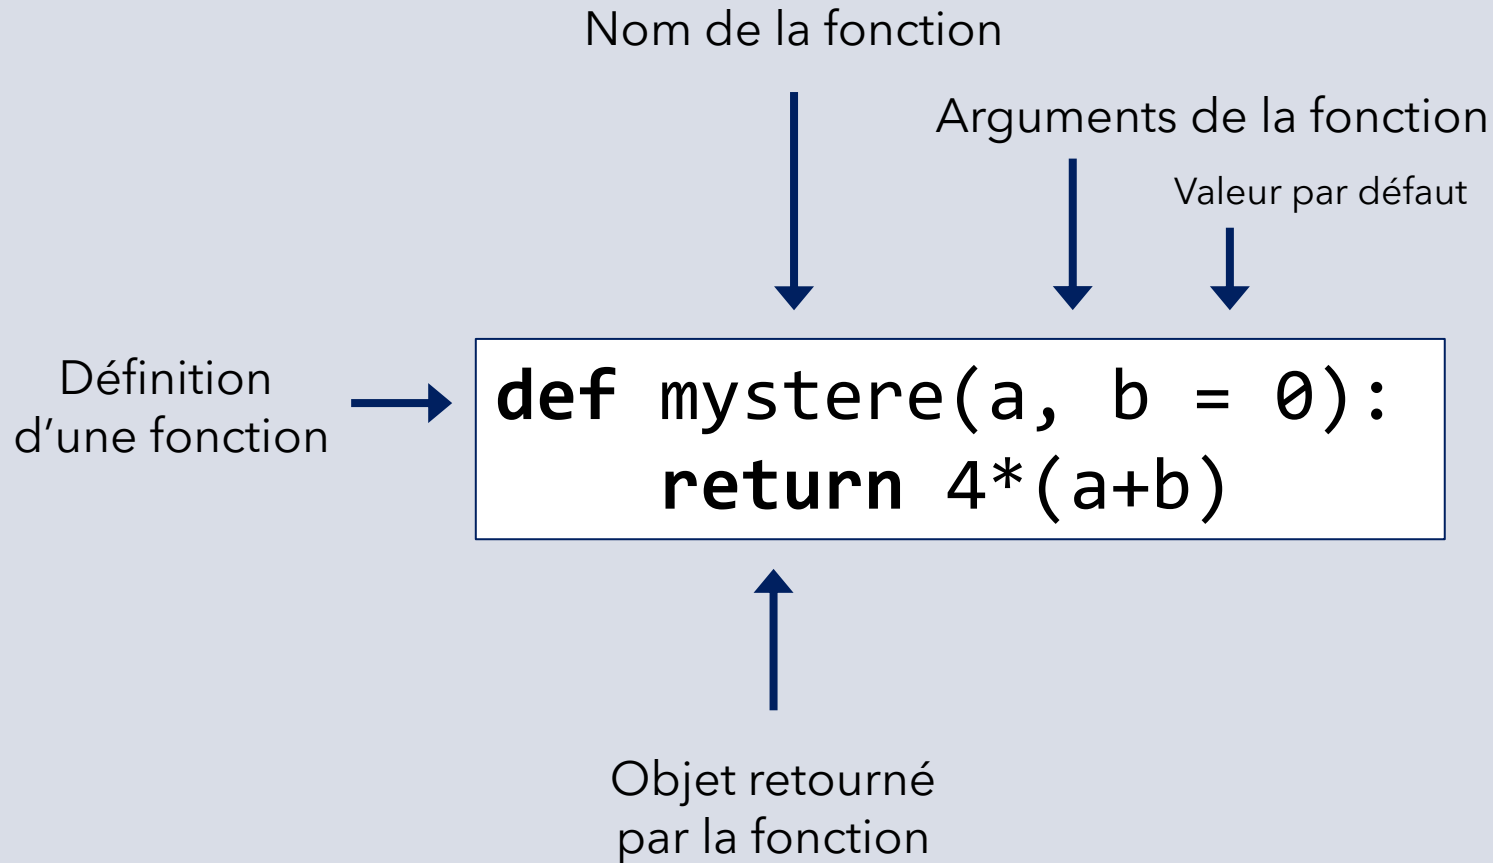 Nom de la fonction
Arguments de la fonction
Valeur par défaut
Définition
d’une fonction
def mystere(a, b = 0):
return 4*(a+b)
Objet retourné
par la fonction